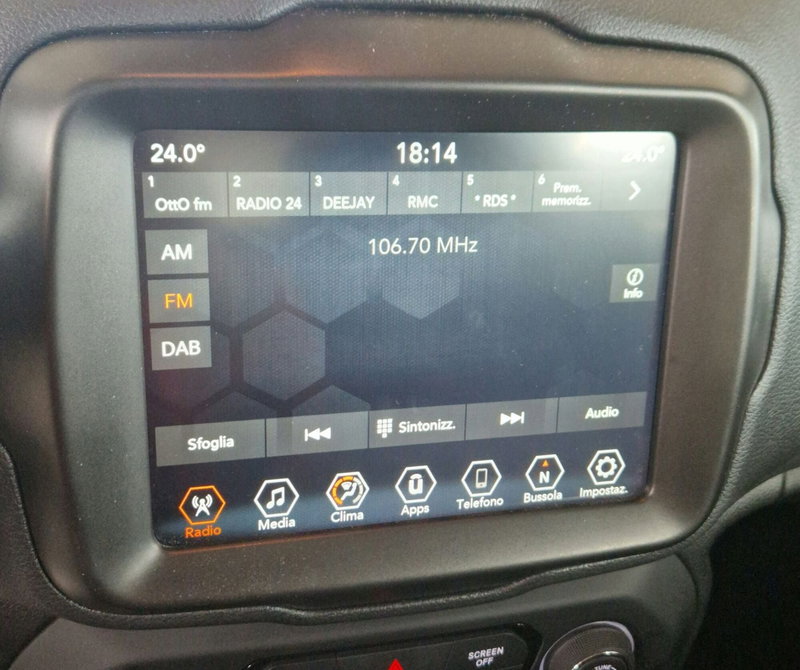 24.0° 18:14 24.0°
1 2 3 4 5 6
OttO fm RADIO 24 DEEJAY RMC °RDS° Prem.
memorizz.
AM 106.70 MHz
FM Info
DAB
Sfoglia Sintonizz. Audio
Radio Media Clima Apps Telefono N Bussola Impostaz.
SCREEN
OFF
TUNE